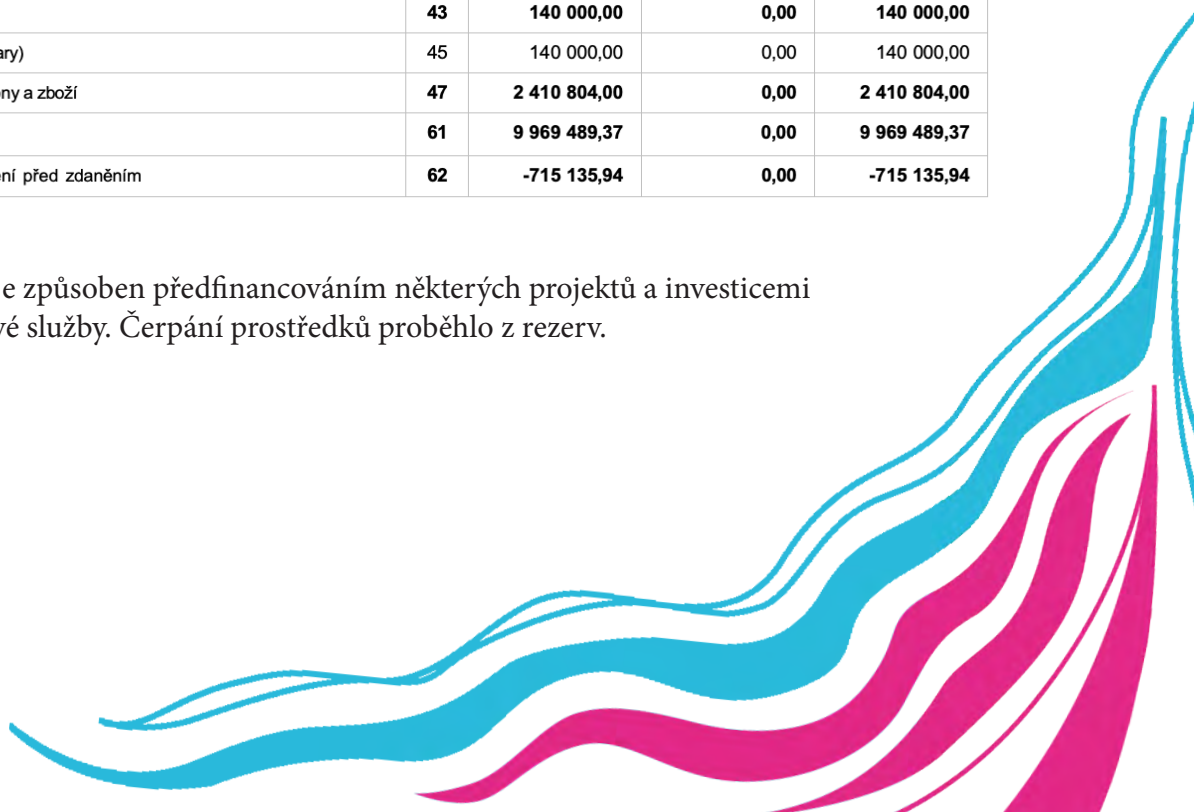 43 140 000,00 0,00 140 000,00
ary) 45 140 000,00 0,00 140 000,00
ny a zboží 47 2 410 804,00 0,00 2 410 804,00
61 9 969 489,37 0,00 9 969 489,37
ení před zdaněním 62 -715 135,94 0,00 -715 135,94
e způsoben předfinancováním některých projektů a investicemi
vé služby. Čerpání prostředků proběhlo z rezerv.